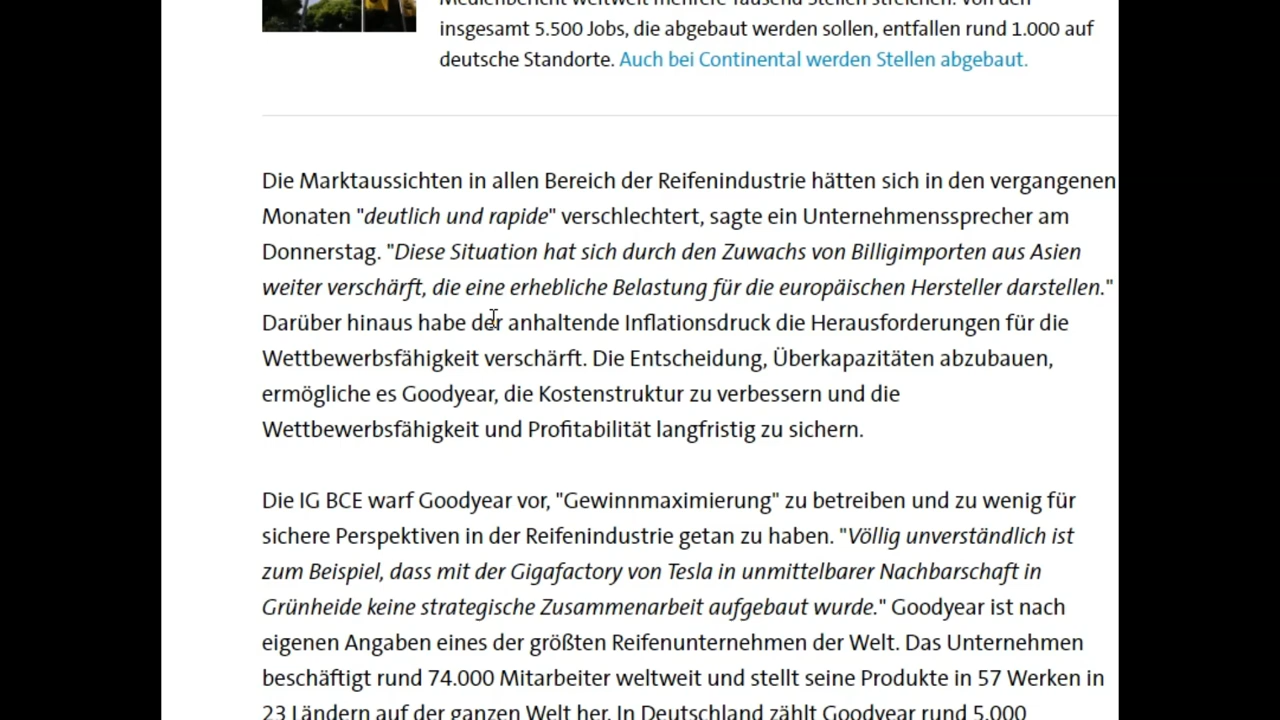 Medienbericht weltweit mehrere Tausend Stellen streichen. Von den
insgesamt 5.500 Jobs, die abgebaut werden sollen, entfallen rund 1.000 auf
deutsche Standorte. Auch bei Continental werden Stellen abgebaut.
Die Marktaussichten in allen Bereich der Reifenindustrie hätten sich in den vergangenen
Monaten "deutlich und rapide" verschlechtert, sagte ein Unternehmenssprecher am
Donnerstag. "Diese Situation hat sich durch den Zuwachs von Billigimporten aus Asien
weiter verschärft, die eine erhebliche Belastung für die europäischen Hersteller darstellen."
Darüber hinaus habe der anhaltende Inflationsdruck die Herausforderungen für die
Wettbewerbsfähigkeit verschärft. Die Entscheidung, Überkapazitäten abzubauen,
ermögliche es Goodyear, die Kostenstruktur zu verbessern und die
Wettbewerbsfähigkeit und Profitabilität langfristig zu sichern.
Die IG BCE warf Goodyear vor, "Gewinnmaximierung" zu betreiben und zu wenig für
sichere Perspektiven in der Reifenindustrie getan zu haben. "Völlig unverständlich ist
zum Beispiel, dass mit der Gigafactory von Tesla in unmittelbarer Nachbarschaft in
Grünheide keine strategische Zusammenarbeit aufgebaut wurde." Goodyear ist nach
eigenen Angaben eines der größten Reifenunternehmen der Welt. Das Unternehmen
beschäftigt rund 74.000 Mitarbeiter weltweit und stellt seine Produkte in 57 Werken in
23 Ländern auf der ganzen Welt her. In Deutschland zählt Goodyear rund 5.000